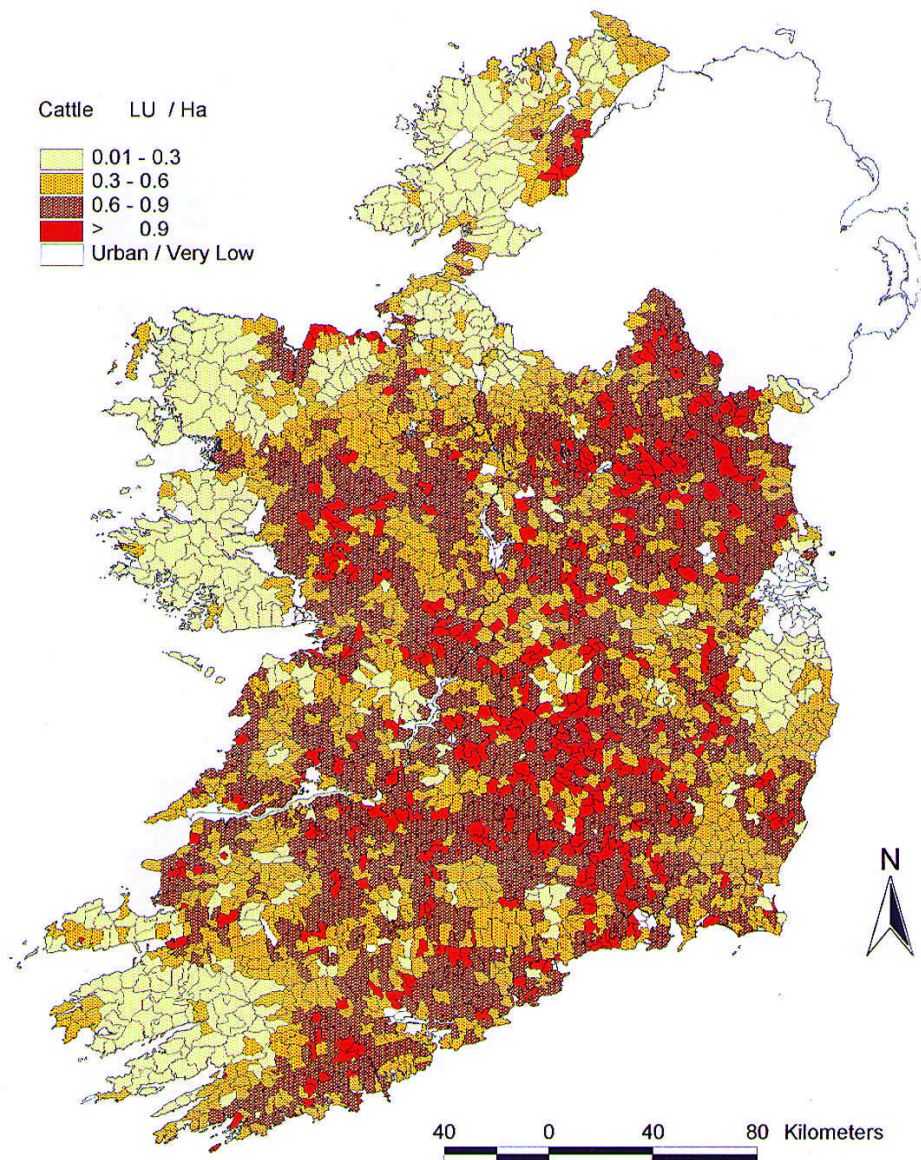 Cattle LU / Ha
0.01 - 0.3
0.3 - 0.6
0.6 - 0.9
> 0.9
Urban / Very Low
N
40 0 40 80 Kilometers